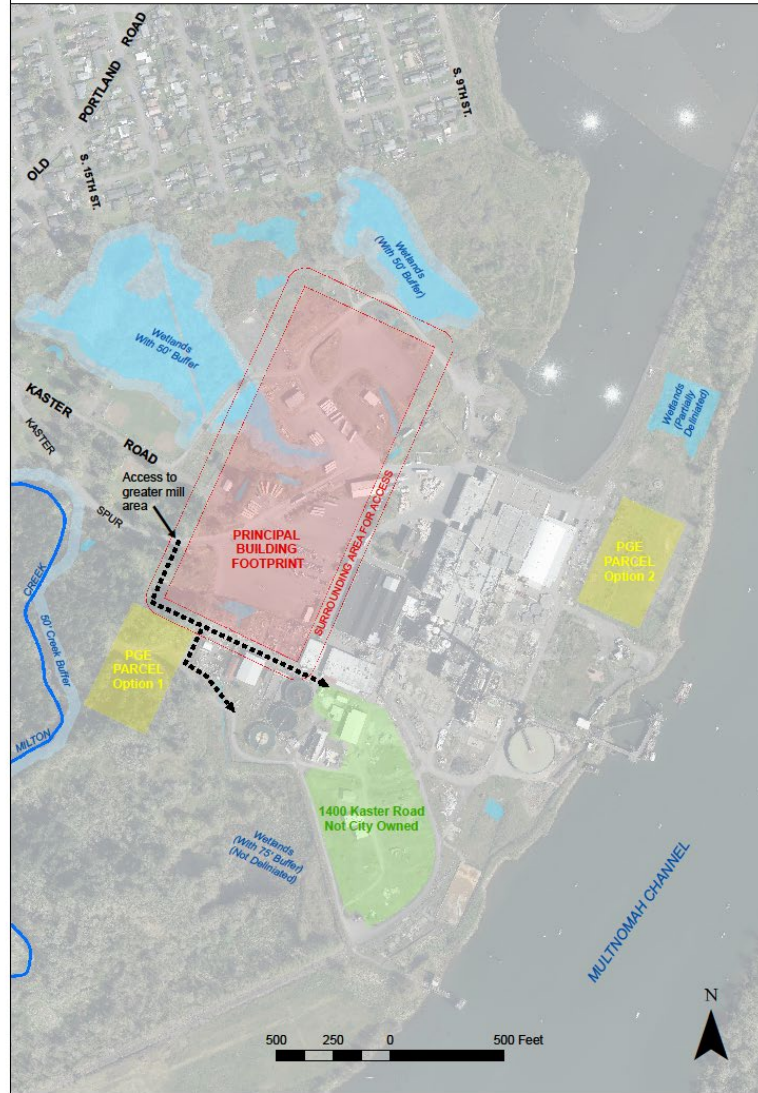 OLD PORTLAND ROAD
S. 15TH ST.
S. 9TH ST.
Wetlands
(With 50' Buffer)
Wetlands
With 50' Buffer
Wetlands
(Partially
Deliniated)
KASTER ROAD
KASTER SPUR
Access to
greater mill
area
PRINCIPAL
BUILDING
FOOTPRINT
SURROUNDING AREA FOR ACCESS
PGE
PARCEL
Option 2
PGE
PARCEL
Option 1
MILTON CREEK
50' Creek Buffer
1400 Kaster Road
Not City Owned
Wetlands
(With 75' Buffer)
(Not Deliniated)
MULTNOMAH CHANNEL
N
500 250 0 500 Feet